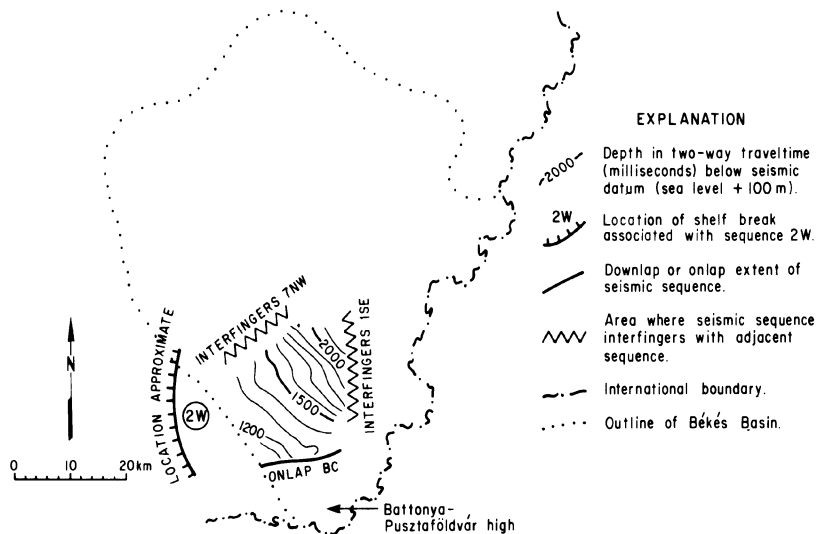 EXPLANATION
-2000-
Depth in two-way traveltime
(milliseconds) below seismic
datum (sea level + 100 m).
2W
Location of shelf break
associated with sequence 2W.
Downlap or onlap extent of
seismic sequence.
Area where seismic sequence
interfingers with adjacent
sequence.
International boundary.
Outline of Békés Basin.
N
0 10 20 km
LOCATION APPROXIMATE
2W
INTERFINGERS 7NW
INTERFINGERS 1SE
2000
1500
1200
ONLAP BC
Battonya-
Pusztaföldvár high